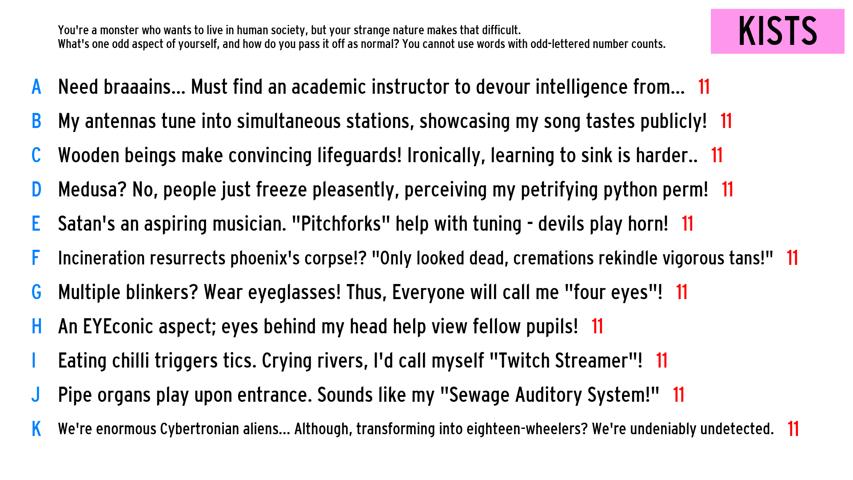 You're a monster who wants to live in human society, but your strange nature makes that difficult.
What's one odd aspect of yourself, and how do you pass it off as normal? You cannot use words with odd-lettered number counts.
KISTS
A Need braaains... Must find an academic instructor to devour intelligence from... 11
B My antennas tune into simultaneous stations, showcasing my song tastes publicly! 11
C Wooden beings make convincing lifeguards! Ironically, learning to sink is harder.. 11
D Medusa? No, people just freeze pleasently, perceiving my petrifying python perm! 11
E Satan's an aspiring musician. "Pitchforks" help with tuning - devils play horn! 11
F Incineration resurrects phoenix's corpse!? "Only looked dead, cremations rekindle vigorous tans!" 11
G Multiple blinkers? Wear eyeglasses! Thus, Everyone will call me "four eyes"! 11
H An EYEconic aspect; eyes behind my head help view fellow pupils! 11
I Eating chilli triggers tics. Crying rivers, I'd call myself "Twitch Streamer"! 11
J Pipe organs play upon entrance. Sounds like my "Sewage Auditory System!" 11
K We're enormous Cybertronian aliens... Although, transforming into eighteen-wheelers? We're undeniably undetected. 11